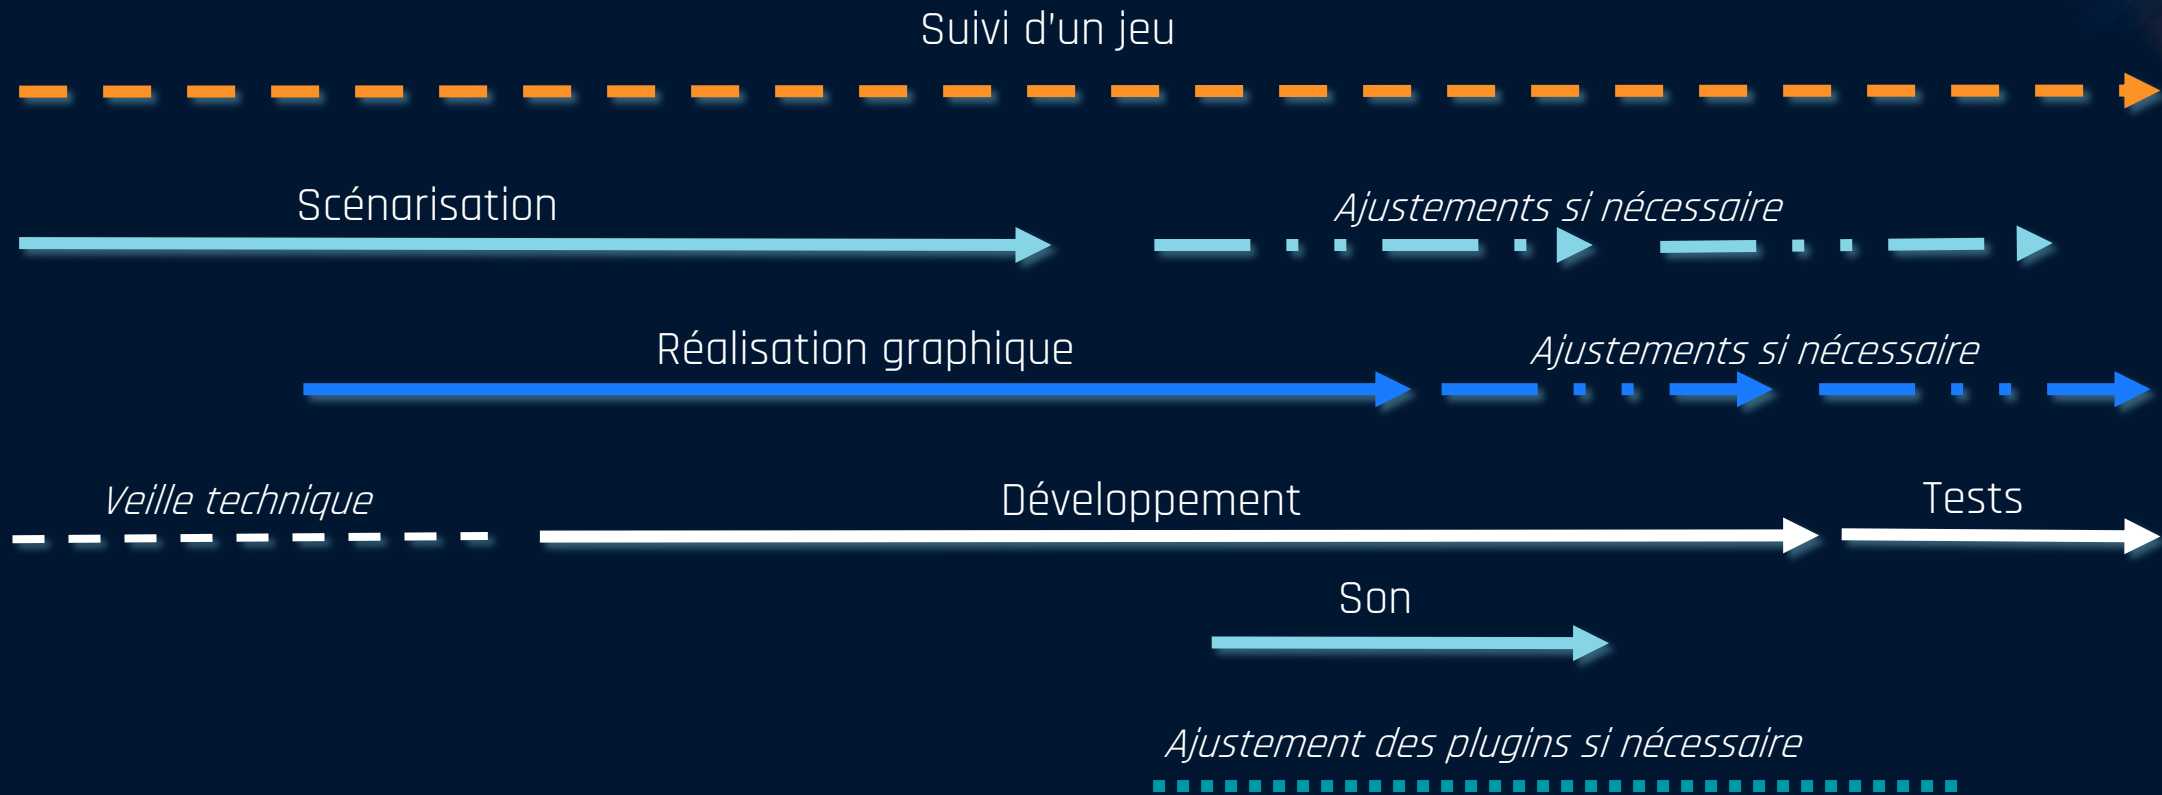 Suivi d'un jeu
Scénarisation
Ajustements si nécessaire
Réalisation graphique
Ajustements si nécessaire
Veille technique
Développement
Tests
Son
Ajustement des plugins si nécessaire